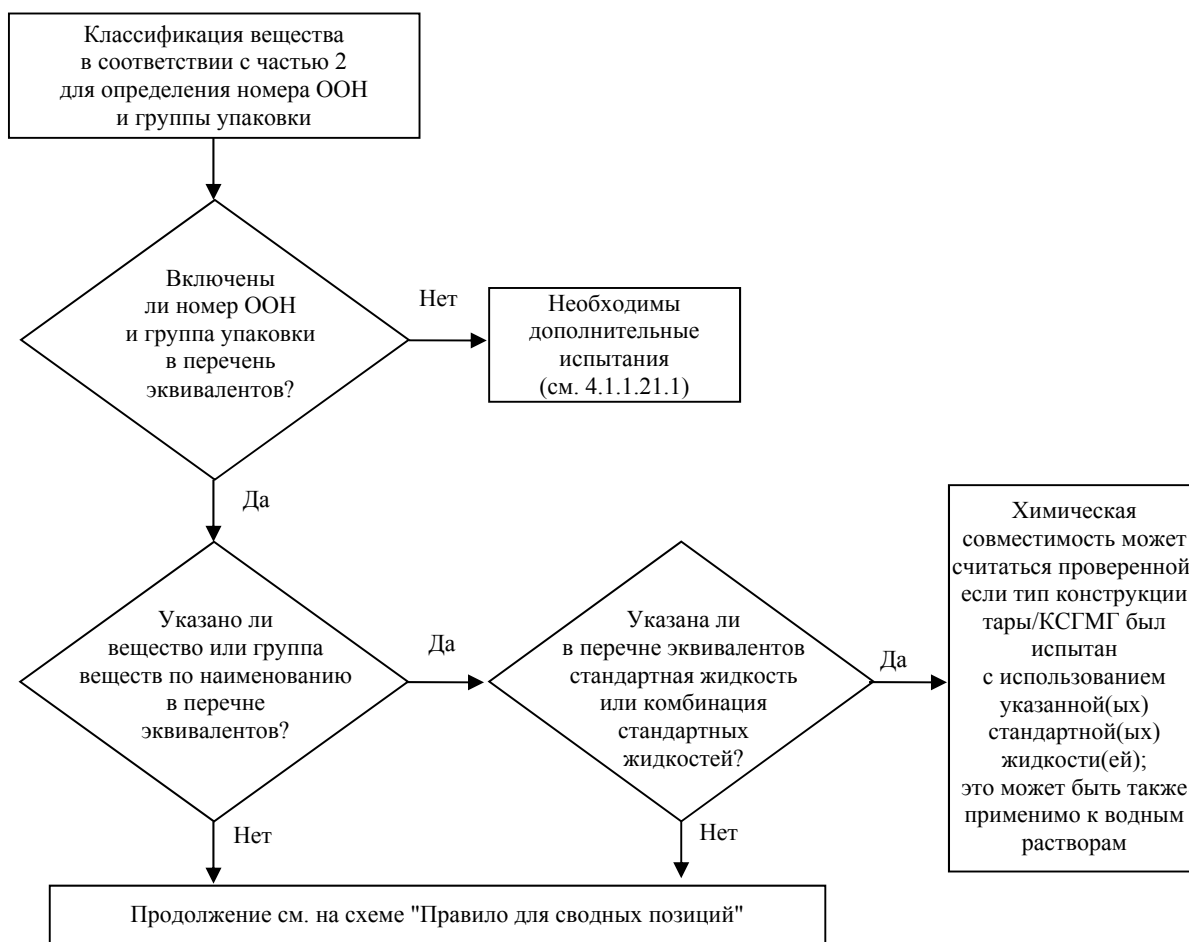 Классификация вещества
в соответствии с частью 2
для определения номера ООН
и группы упаковки
Включены
ли номер ООН
и группа упаковки
в перечень
эквивалентов?
Нет
Необходимы
дополнительные
испытания
(см. 4.1.1.21.1)
Да
Указано ли
вещество или группа
веществ по наименованию
в перечне
эквивалентов?
Да
Указана ли
в перечне эквивалентов
стандартная жидкость
или комбинация
стандартных
жидкостей?
Да
Химическая
совместимость может
считаться проверенной
если тип конструкции
тары/КСГМГ был
испытан
с использованием
указанной(ых)
стандартной(ых)
жидкости(ей);
это может быть также
применимо к водным
растворам
Нет
Нет
Продолжение см. на схеме "Правило для сводных позиций"